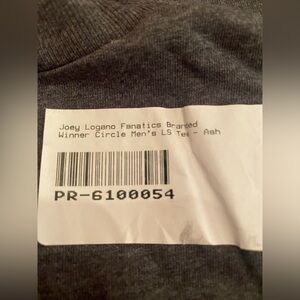 Joey Logano Fanatics Branded
Winner Circle Men's LS Tee - Ash
PR-6100054